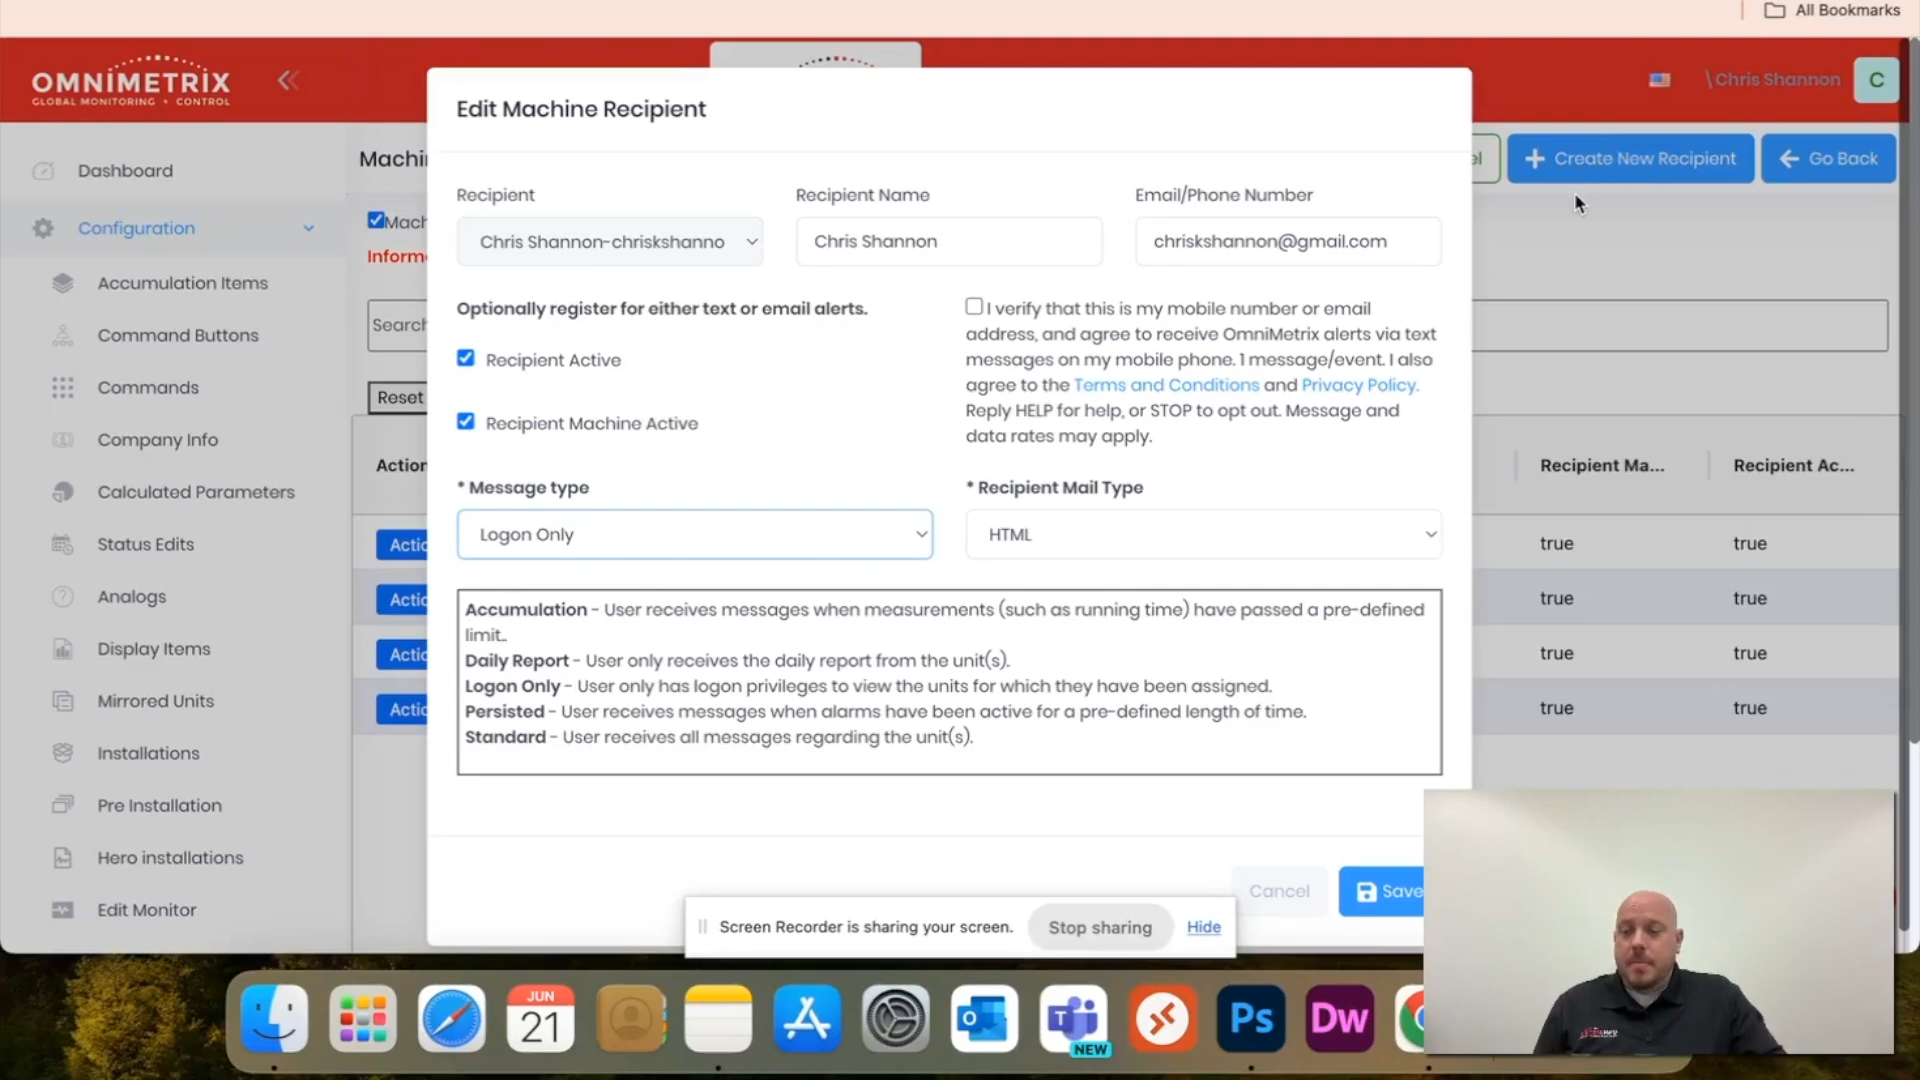 All Bookmarks
OMNIMETRIX
GLOBAL MONITORING • CONTROL
\Chris Shannon
C
Edit Machine Recipient
Dashboard
Machi
Create New Recipient
Go Back
Recipient
Recipient Name
Email/Phone Number
Configuration
Mach
Chris Shannon-chriskshanno
Chris Shannon
chriskshannon@gmail.com
Inform
Accumulation Items
Optionally register for either text or email alerts.
I verify that this is my mobile number or email
address, and agree to receive OmniMetrix alerts via text
messages on my mobile phone. 1 message/event. I also
agree to the Terms and Conditions and Privacy Policy.
Reply HELP for help, or STOP to opt out. Message and
data rates may apply.
Search
Command Buttons
Recipient Active
Commands
Reset
Recipient Machine Active
Company Info
Action
Recipient Ma...
Recipient Ac...
Calculated Parameters
* Message type
* Recipient Mail Type
Status Edits
Logon Only
HTML
Actio
true
true
Analogs
Actio
true
true
Accumulation - User receives messages when measurements (such as running time) have passed a pre-defined
limit..
Daily Report - User only receives the daily report from the unit(s).
Logon Only - User only has logon privileges to view the units for which they have been assigned.
Persisted - User receives messages when alarms have been active for a pre-defined length of time.
Standard - User receives all messages regarding the unit(s).
Display Items
Actio
true
true
Mirrored Units
Actio
true
true
Installations
Pre Installation
Hero installations
Edit Monitor
Cancel
Save
Screen Recorder is sharing your screen.
Stop sharing
Hide
JUN
21
NEW
Ps
Dw